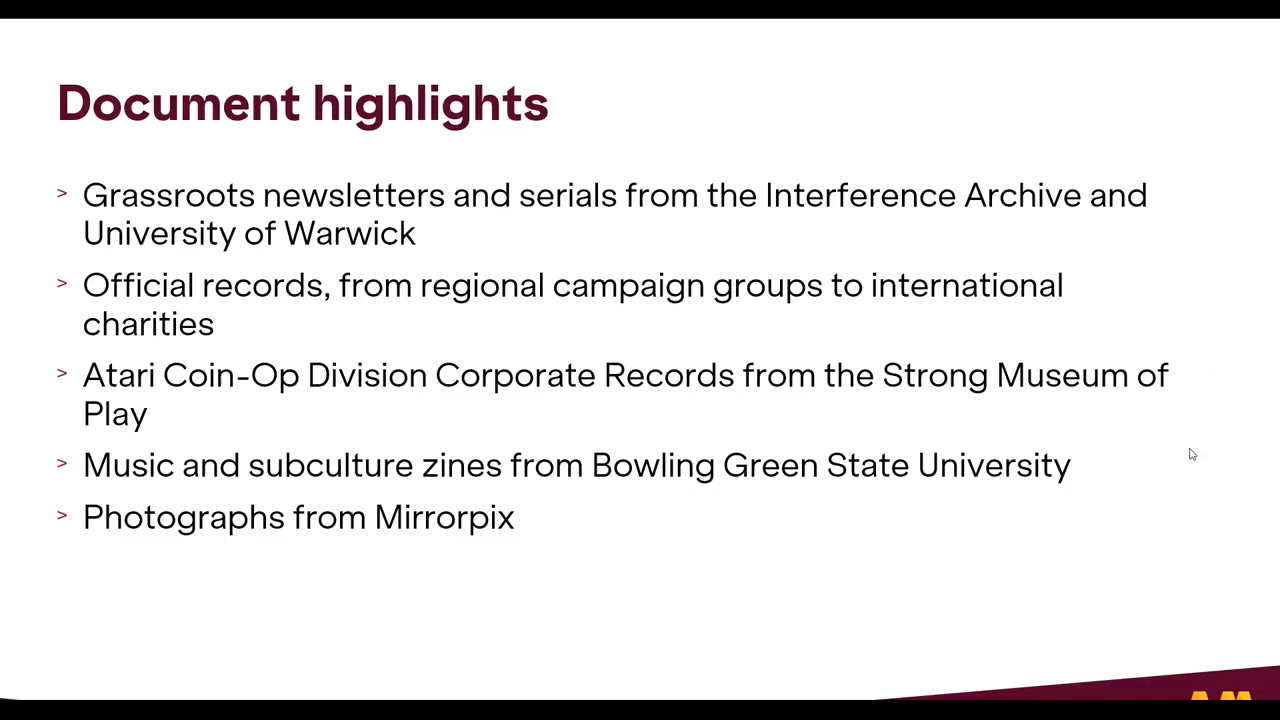 Document highlights
> Grassroots newsletters and serials from the Interference Archive and
University of Warwick
> Official records, from regional campaign groups to international
charities
> Atari Coin-Op Division Corporate Records from the Strong Museum of
Play
> Music and subculture zines from Bowling Green State University
> Photographs from Mirrorpix